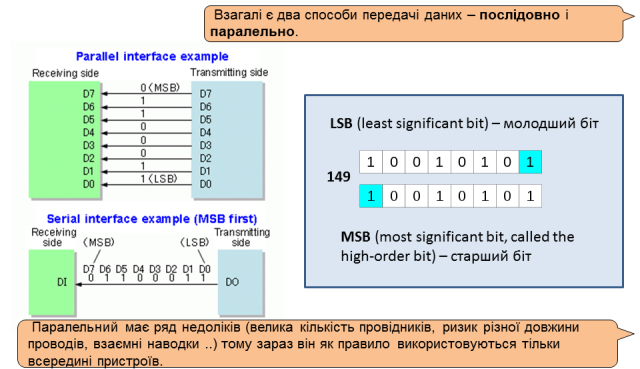 Взагалі є два способи передачі даних – послідовно і
паралельно.
Parallel interface example
Receiving side Transmitting side
D7 0 (MSB) D7
D6 1 D6
D5 1 D5
D4 0 D4
D3 0 D3
D2 0 D2
D1 1 D1
D0 1 (LSB) D0
Serial interface example (MSB first)
Receiving Transmitting
side (MSB) (LSB) side
D7 D6 D5 D4 D3 D2 D1 D0
0 1 1 0 0 0 1 1
DI DO
LSB (least significant bit) – молодший біт
1 0 0 1 0 1 0 1
149
1 0 0 1 0 1 0 1
MSB (most significant bit, called the
high-order bit) – старший біт
Паралельний має ряд недоліків (велика кількість провідників, ризик різної довжини
проводів, взаємні наводки ..) тому зараз він як правило використовуються тільки
всередині пристроїв.